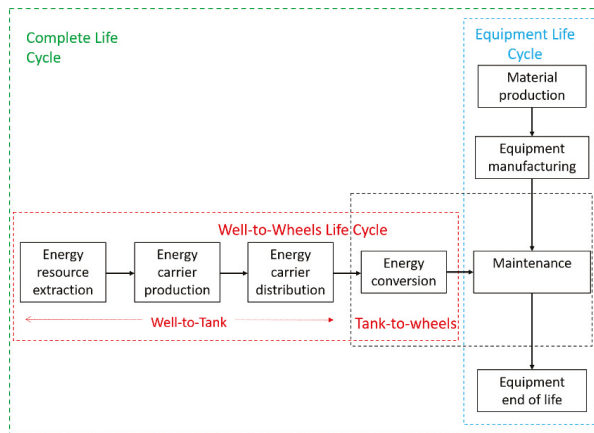 Complete Life
Cycle
Equipment Life
Cycle
Material
production
Equipment
manufacturing
Well-to-Wheels Life Cycle
Energy
resource
extraction
Energy
carrier
production
Energy
carrier
distribution
Energy
conversion
Maintenance
Well-to-Tank
Tank-to-wheels
Equipment
end of life